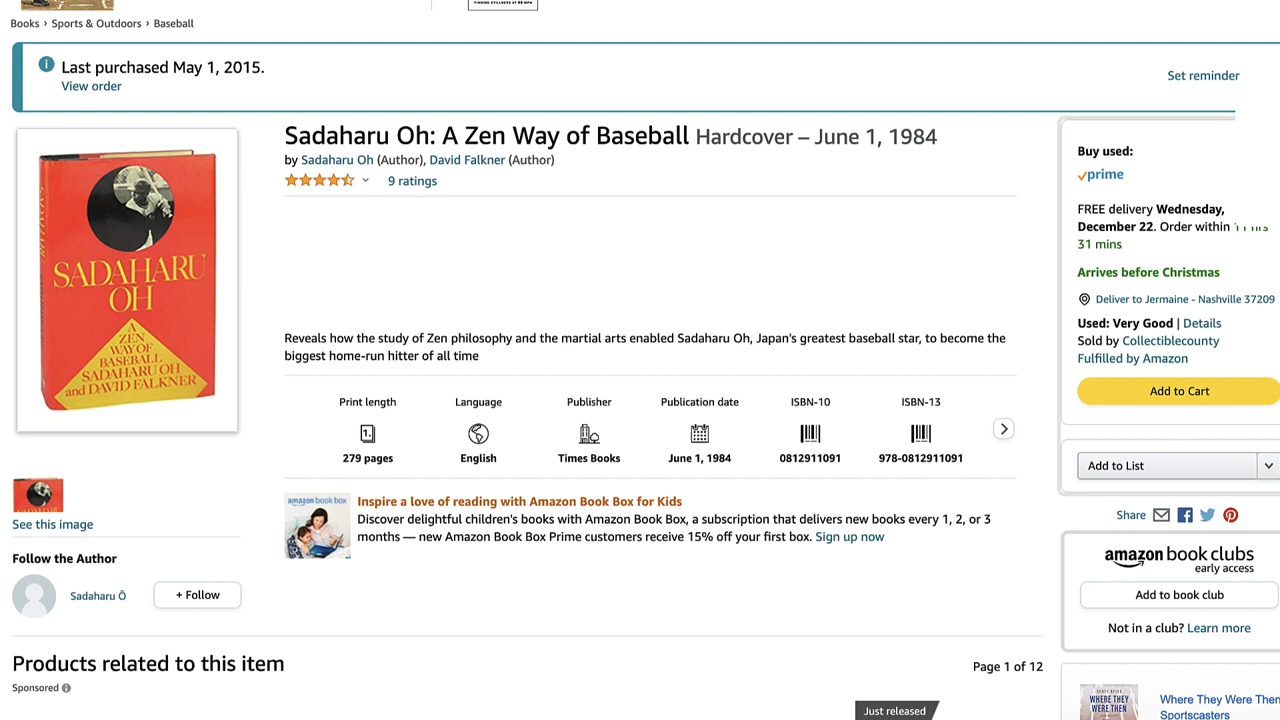 FINDING STILLNESS AT 95 MPH
Books › Sports & Outdoors › Baseball
Last purchased May 1, 2015.
View order
Set reminder
Sadaharu Oh: A Zen Way of Baseball Hardcover – June 1, 1984
by Sadaharu Oh (Author), David Falkner (Author)
9 ratings
SADAHARU
OH
A
ZEN
WAY OF
BASEBALL
SADAHARU OH
and DAVID FALKNER
Reveals how the study of Zen philosophy and the martial arts enabled Sadaharu Oh, Japan's greatest baseball star, to become the
biggest home-run hitter of all time
Print length
Language
Publisher
Publication date
ISBN-10
ISBN-13
279 pages
English
Times Books
June 1, 1984
0812911091
978-0812911091
See this image
Follow the Author
Sadaharu Ō
+ Follow
amazon book box
Inspire a love of reading with Amazon Book Box for Kids
Discover delightful children's books with Amazon Book Box, a subscription that delivers new books every 1, 2, or 3
months — new Amazon Book Box Prime customers receive 15% off your first box. Sign up now
Buy used:
prime
FREE delivery Wednesday,
December 22. Order within 11 hrs
31 mins
Arrives before Christmas
Deliver to Jermaine - Nashville 37209
Used: Very Good | Details
Sold by Collectiblecounty
Fulfilled by Amazon
Add to Cart
Add to List
Share
amazon book clubs
early access
Add to book club
Not in a club? Learn more
Products related to this item
Page 1 of 12
Sponsored
Just released
WHERE THEY
WERE THEN
Where They Were Then
Sportscasters